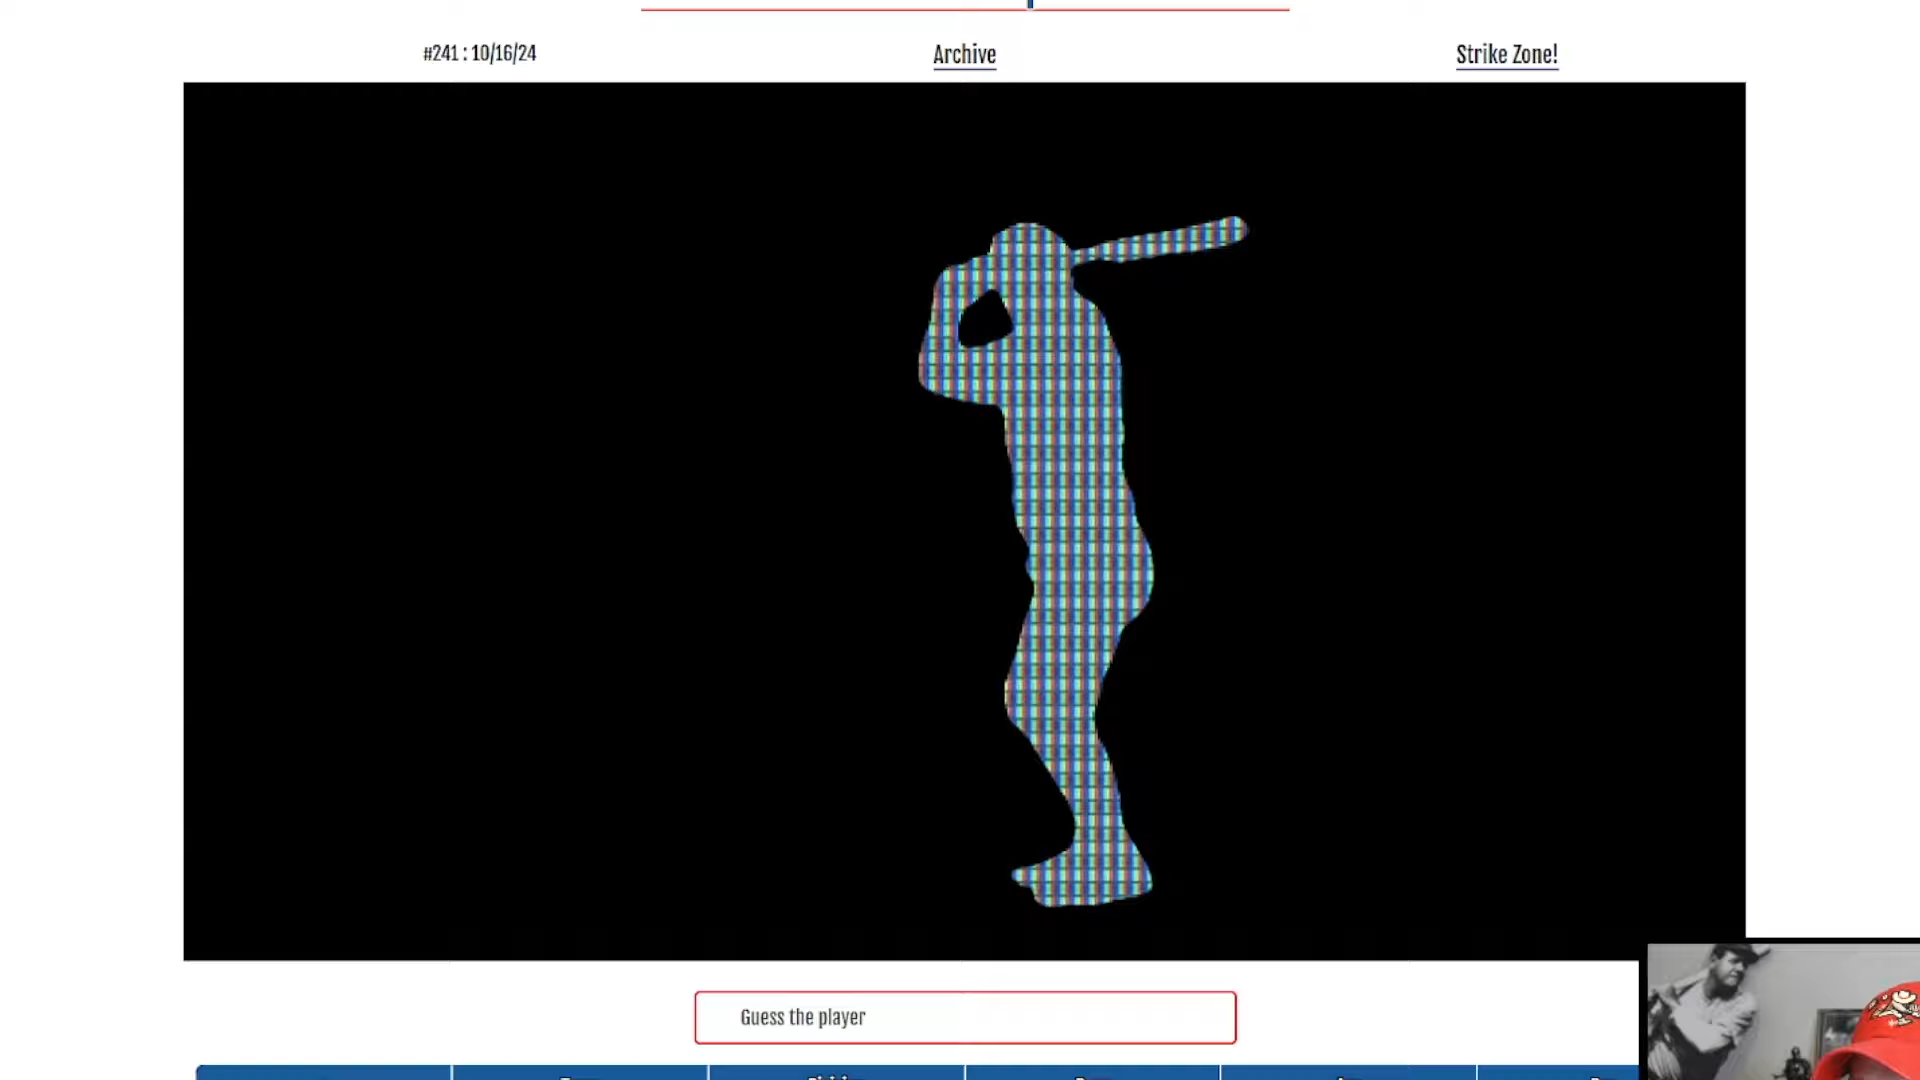 #241 : 10/16/24
Archive
Strike Zone!
Guess the player